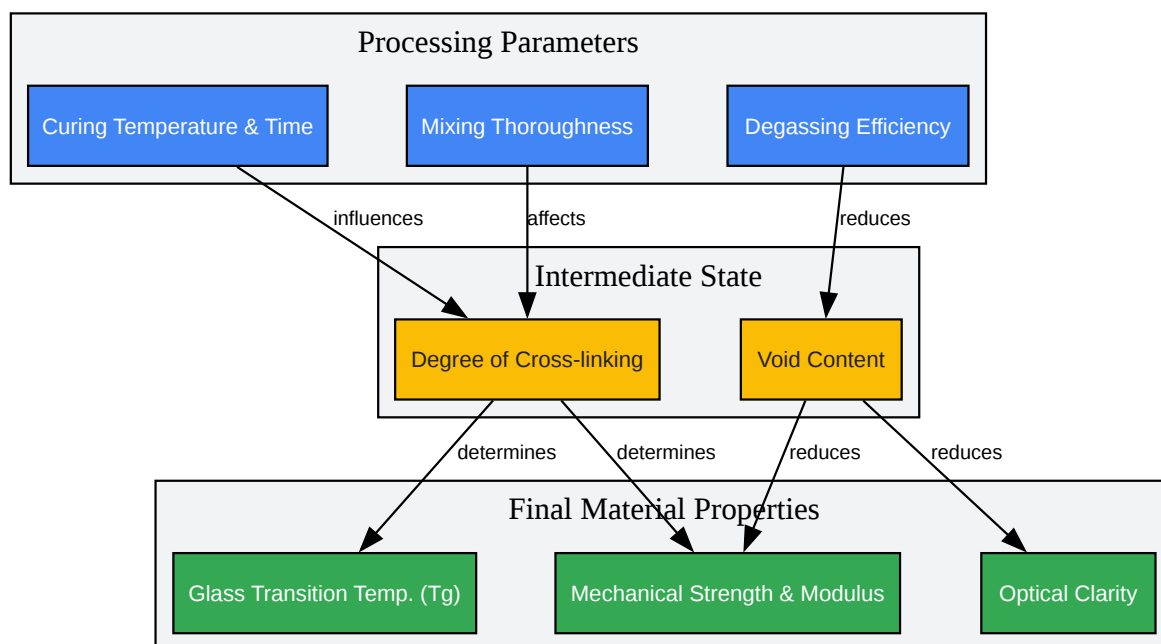 Processing Parameters
Curing Temperature & Time
Mixing Thoroughness
Degassing Efficiency
influences
affects
reduces
Intermediate State
Degree of Cross-linking
Void Content
determines
determines
reduces
reduces
Final Material Properties
Glass Transition Temp. (Tg)
Mechanical Strength & Modulus
Optical Clarity